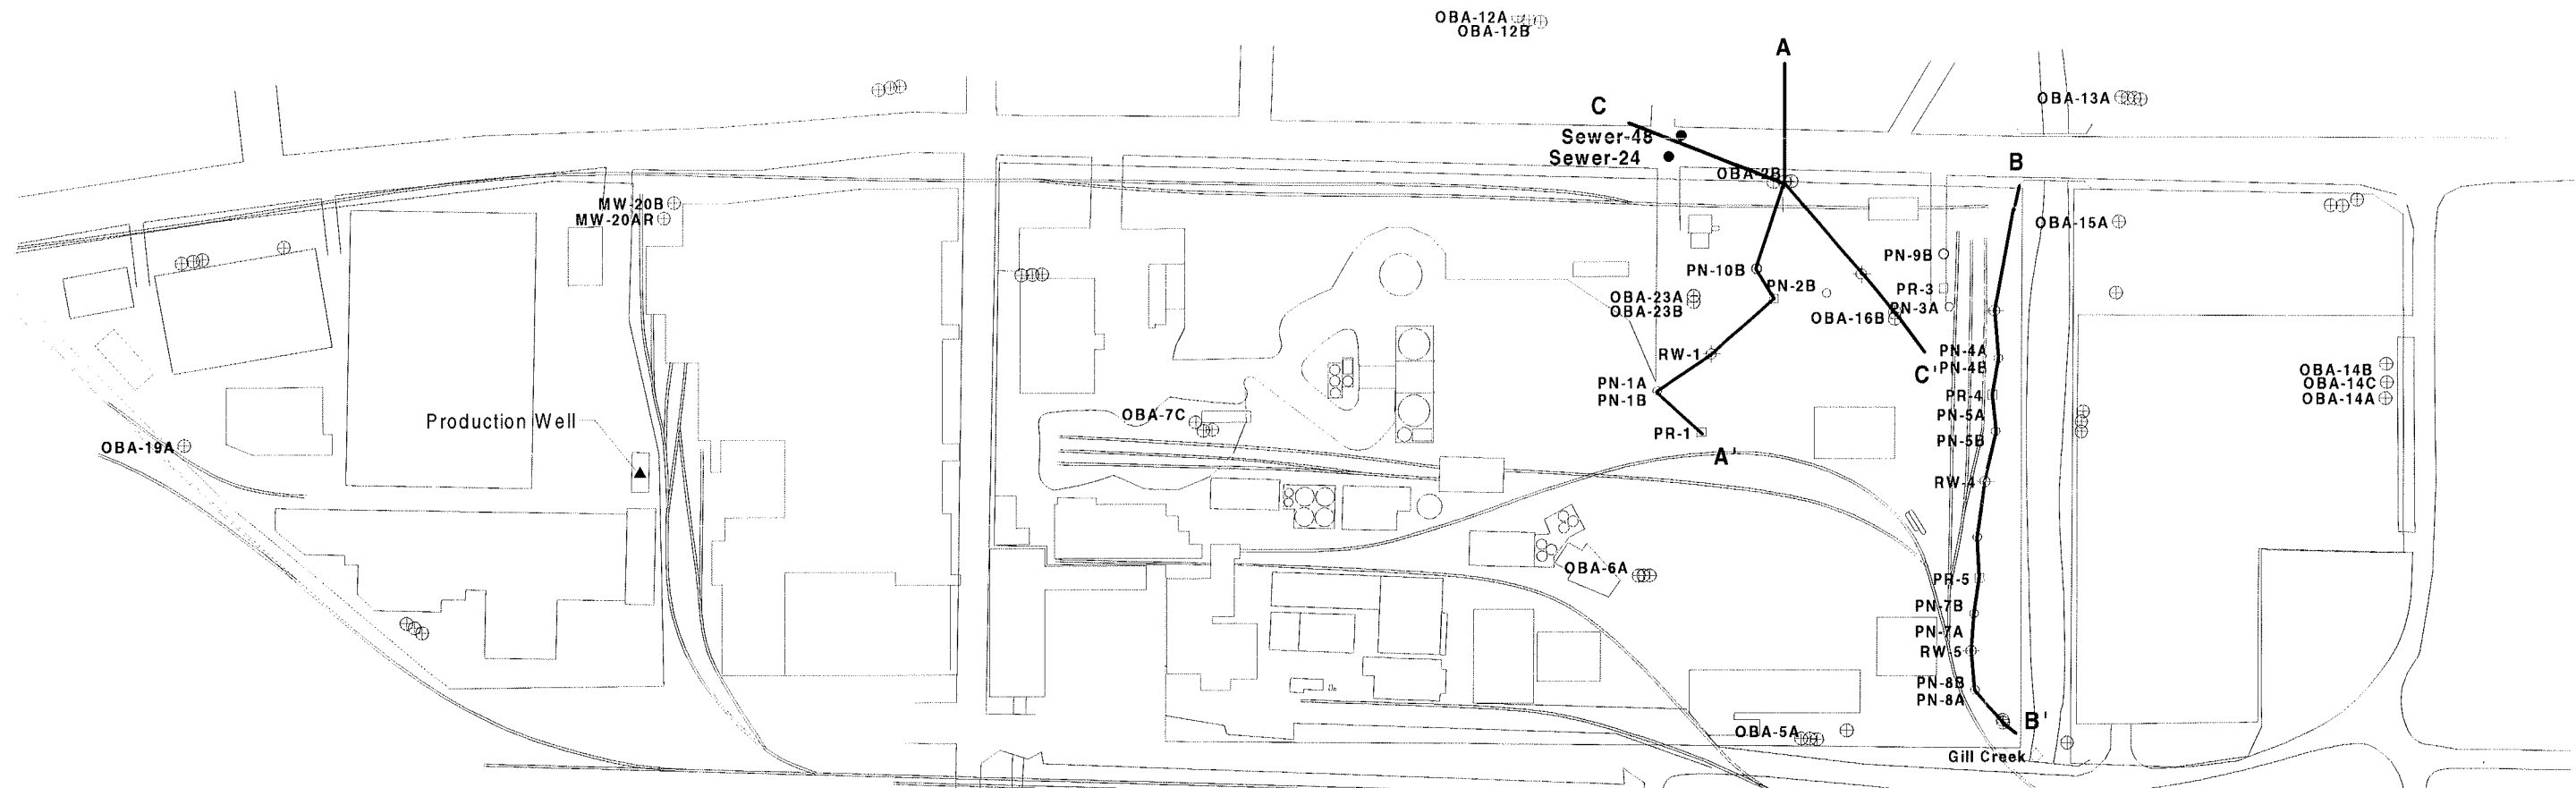 OBA-12A
OBA-12B
A
OBA-13A
C
Sewer-48
Sewer-24
B
OBA-2B
MW-20B
MW-20AR
OBA-15A
PN-9B
PN-10B
PN-2B
PR-3
OBA-23A
OBA-23B
PN-3A
OBA-16B
RW-1
PN-4A
PN-4B
C'
OBA-14B
OBA-14C
OBA-14A
PN-1A
PN-1B
PR-4
PN-5A
OBA-7C
Production Well
PR-1
PN-5B
OBA-19A
A'
RW-4
OBA-6A
PR-5
PN-7B
PN-7A
RW-5
PN-8B
PN-8A
B'
OBA-5A
Gill Creek